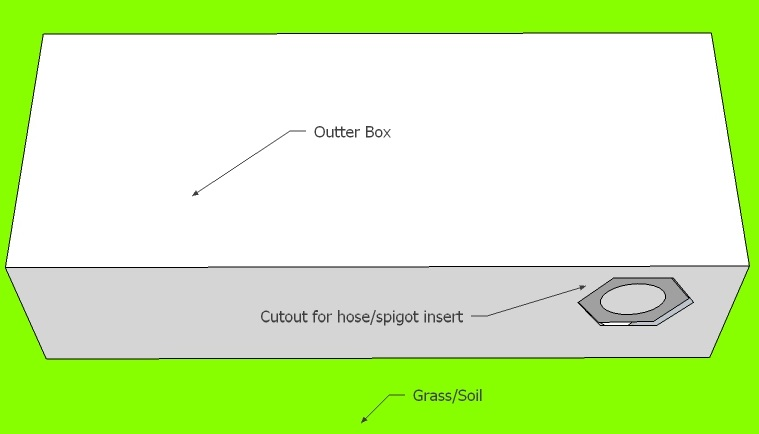 Outter Box
Cutout for hose/spigot insert
Grass/Soil